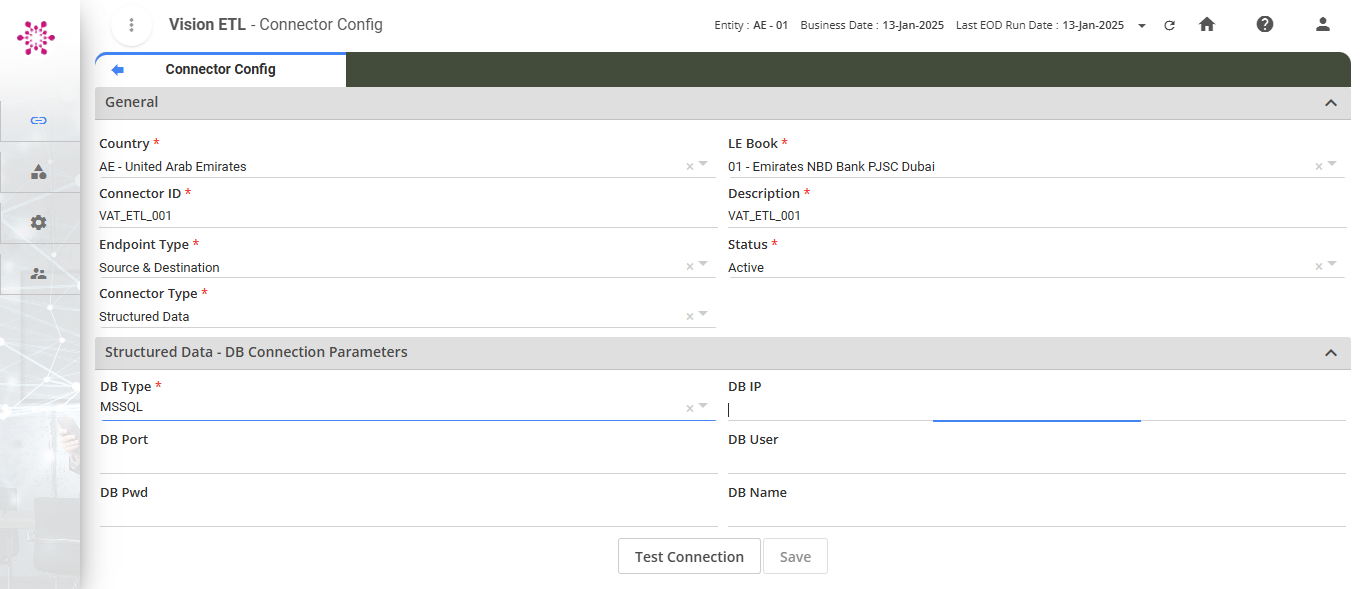 Vision ETL - Connector Config
Entity : AE - 01 Business Date : 13-Jan-2025 Last EOD Run Date : 13-Jan-2025
Connector Config
General
Country *
AE - United Arab Emirates
LE Book *
01 - Emirates NBD Bank PJSC Dubai
Connector ID *
VAT_ETL_001
Description *
VAT_ETL_001
Endpoint Type *
Source & Destination
Status *
Active
Connector Type *
Structured Data
Structured Data - DB Connection Parameters
DB Type *
MSSQL
DB IP
DB Port
DB User
DB Pwd
DB Name
Test Connection
Save